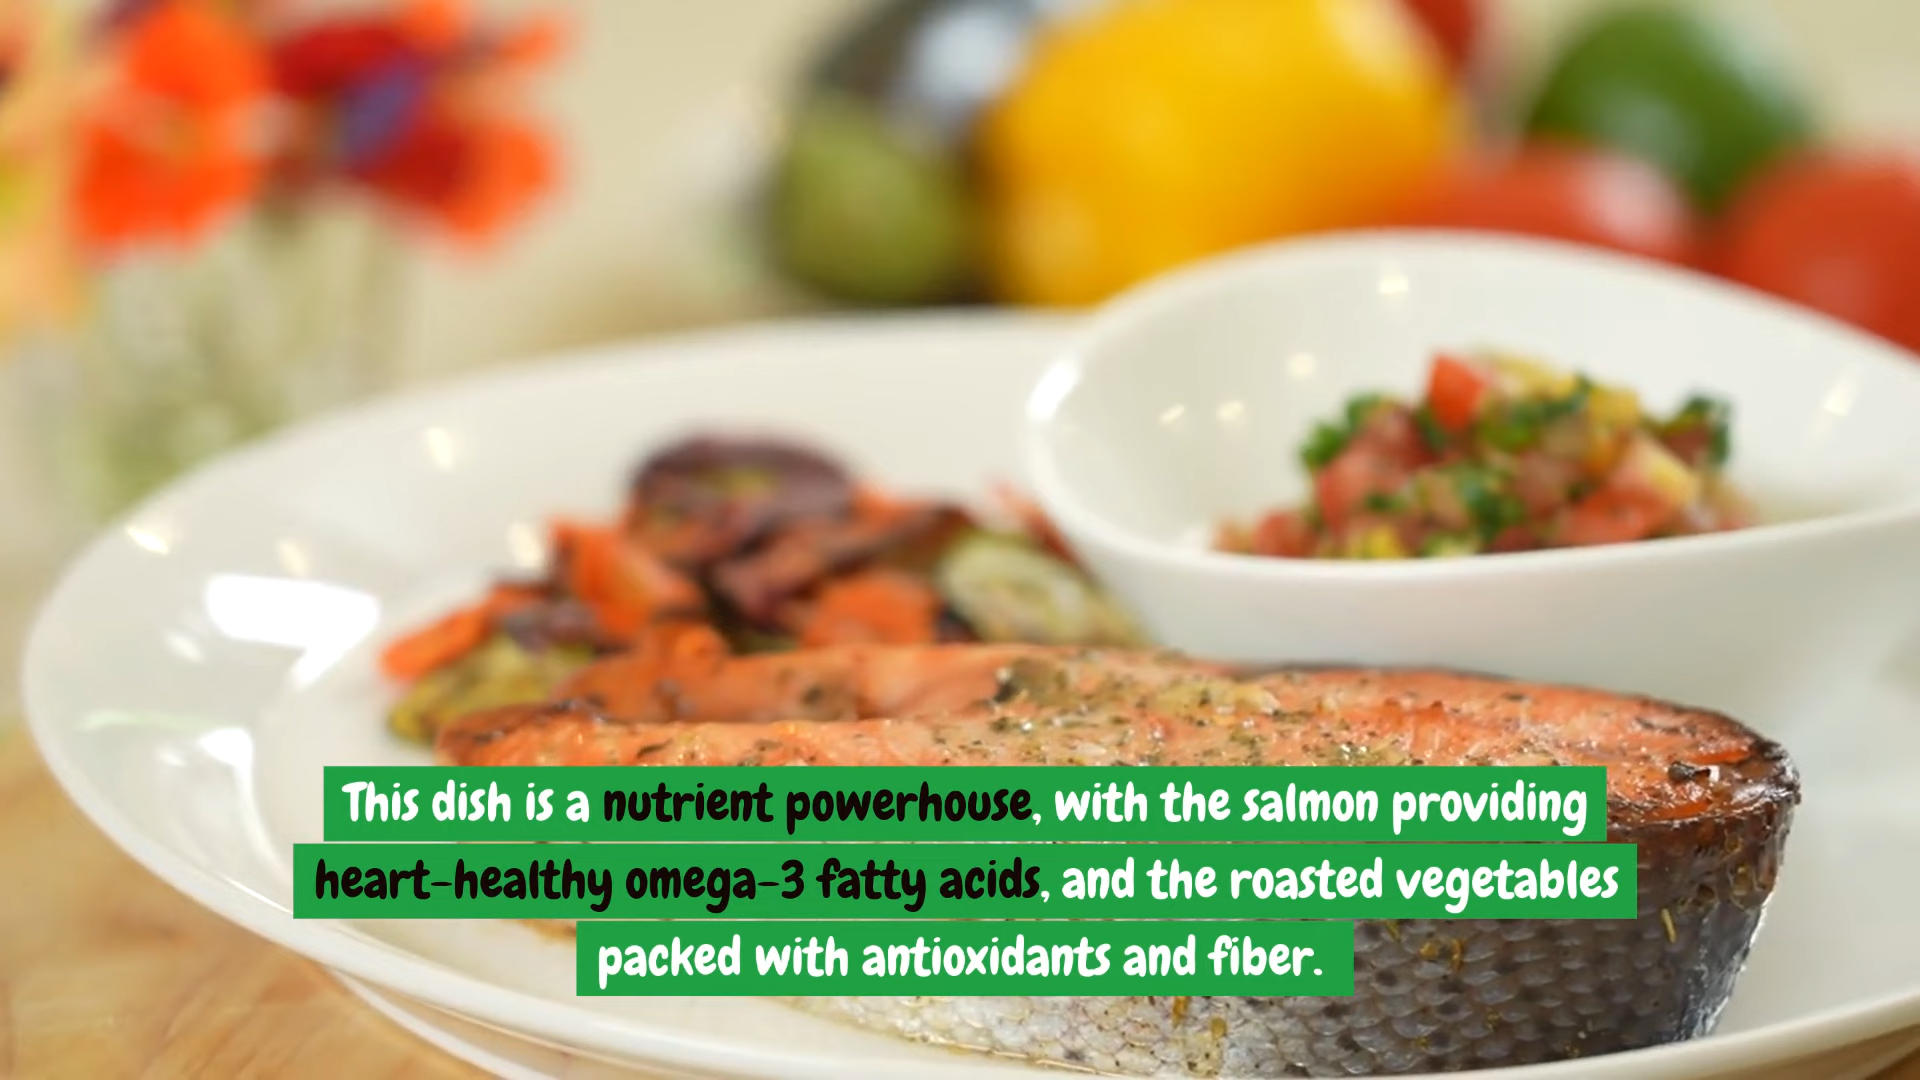 This dish is a nutrient powerhouse, with the salmon providing
heart-healthy omega-3 fatty acids, and the roasted vegetables
packed with antioxidants and fiber.